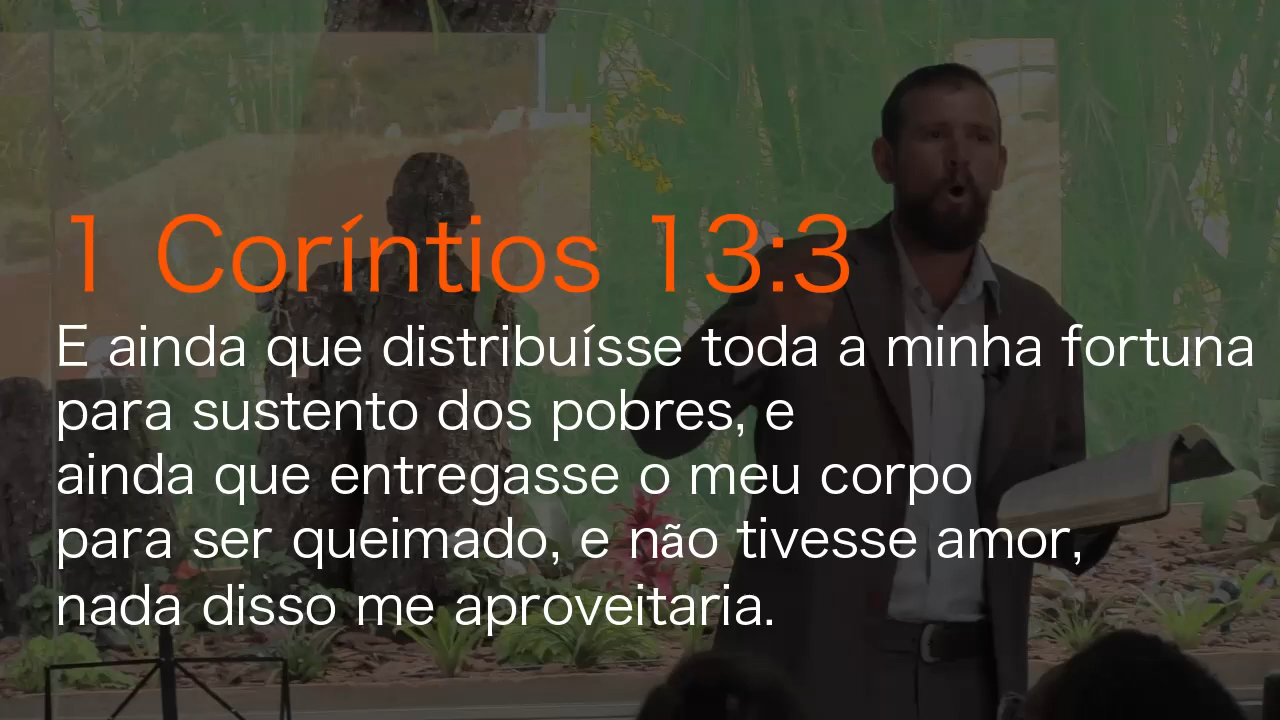 1 Coríntios 13:3
E ainda que distribuísse toda a minha fortuna
para sustento dos pobres, e
ainda que entregasse o meu corpo
para ser queimado, e não tivesse amor,
nada disso me aproveitaria.